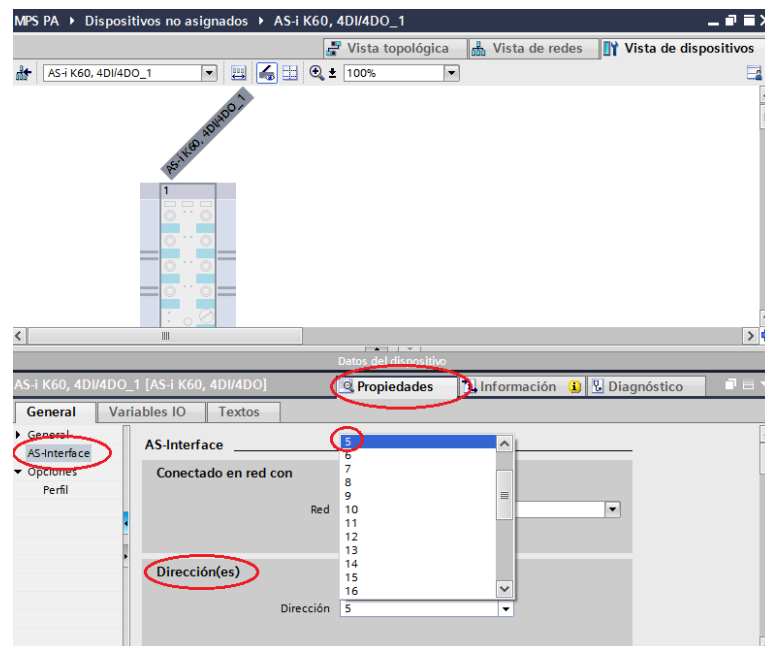 MPS PA ▸ Dispositivos no asignados ▸ AS-i K60, 4DI/4DO_1
Vista topológica Vista de redes Vista de dispositivos
AS-i K60, 4DI/4DO_1 100%
AS-i K60, 4DI/4DO_1
1
Datos del dispositivo
AS-i K60, 4DI/4DO_1 [AS-i K60, 4DI/4DO] Propiedades Información Diagnóstico
General Variables IO Textos
General
AS-Interface
Opciones
Perfil
AS-Interface
Conectado en red con
Red
Dirección(es)
Dirección 5
5
6
7
8
9
10
11
12
13
14
15
16